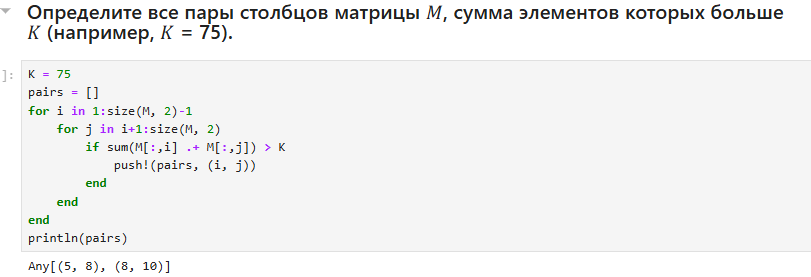 Определите все пары столбцов матрицы M, сумма элементов которых больше
K (например, K = 75).
]:
K = 75
pairs = []
for i in 1:size(M, 2)-1
    for j in i+1:size(M, 2)
        if sum(M[:,i] .+ M[:,j]) > K
            push!(pairs, (i, j))
        end
    end
end
println(pairs)
Any[(5, 8), (8, 10)]